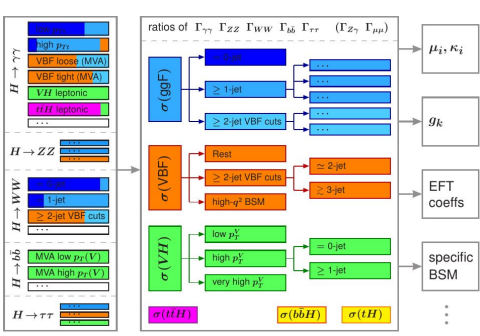 H → γγ
high p_Tt
VBF loose (MVA)
VBF tight (MVA)
VH leptonic
tt̄H leptonic
...
H → ZZ
...
...
...
H → WW
1-jet
≥ 2-jet VBF cuts
...
H → bb̄
MVA low p_T(V)
MVA high p_T(V)
H → ττ
...
...
...
ratios of Γ_γγ Γ_ZZ Γ_WW Γ_bb̄ Γ_ττ (Γ_Zγ Γ_μμ)
σ(ggF)
≥ 1-jet
≥ 2-jet VBF cuts
...
...
...
...
...
σ(VBF)
Rest
≥ 2-jet VBF cuts
high-q² BSM
≃ 2-jet
≥ 3-jet
σ(VH)
low p_T^V
high p_T^V
very high p_T^V
= 0-jet
≥ 1-jet
σ(tt̄H)
σ(bb̄H)
σ(tH)
μ_i, κ_i
g_k
EFT
coeffs
specific
BSM